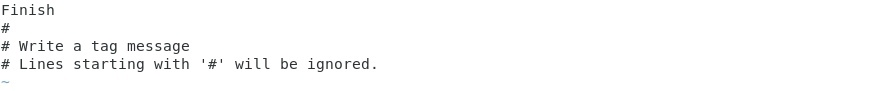 Finish
#
# Write a tag message
# Lines starting with '#' will be ignored.
~